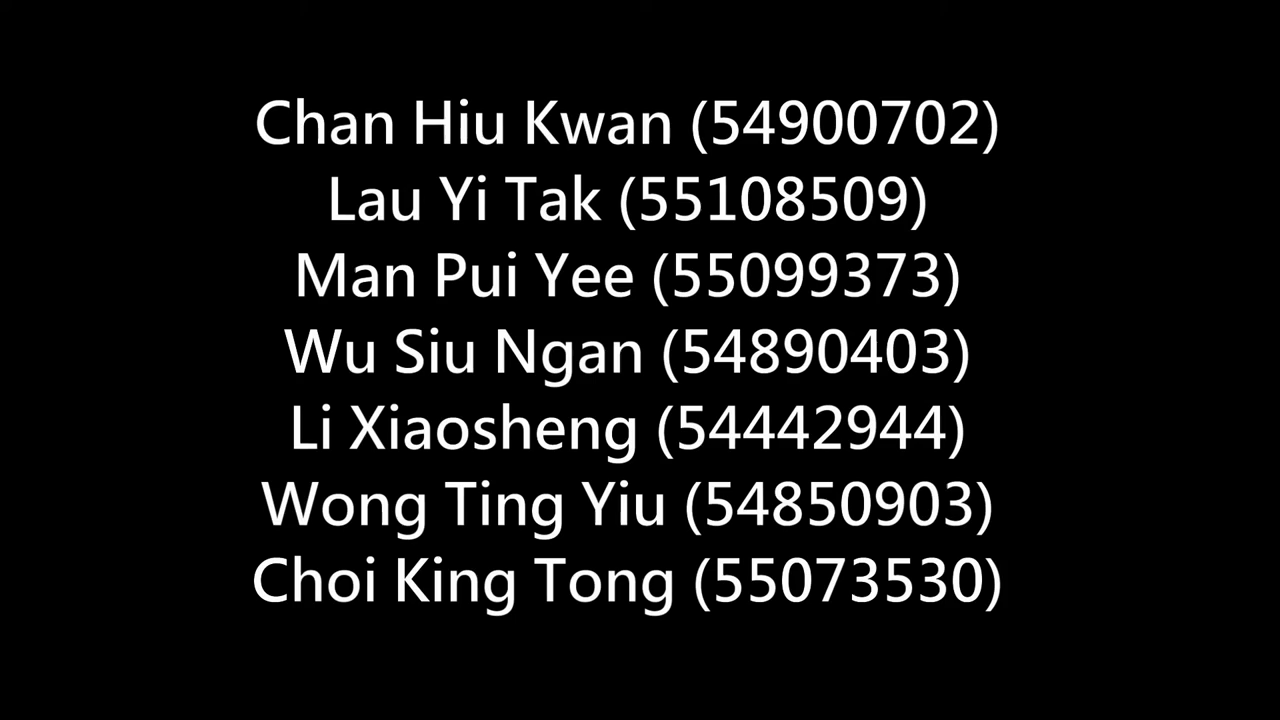 Chan Hiu Kwan (54900702)
Lau Yi Tak (55108509)
Man Pui Yee (55099373)
Wu Siu Ngan (54890403)
Li Xiaosheng (54442944)
Wong Ting Yiu (54850903)
Choi King Tong (55073530)